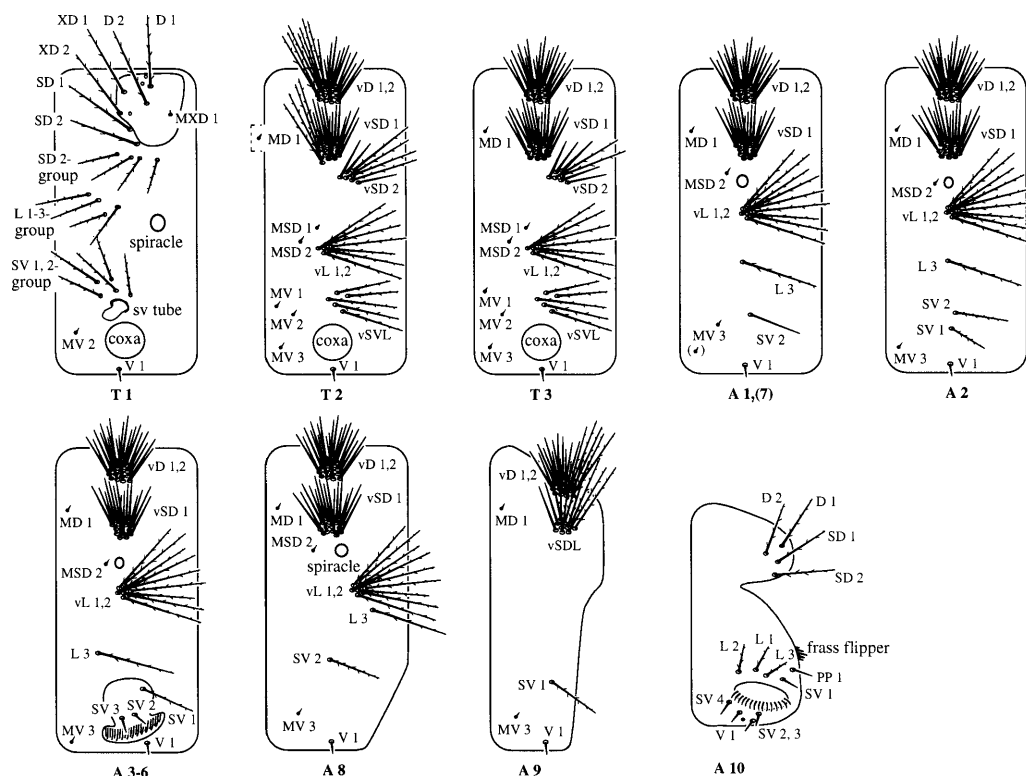 XD 1
D 2
D 1
XD 2
SD 1
SD 2
MXD 1
SD 2-
group
L 1-3-
group
spiracle
SV 1, 2-
group
sv tube
MV 2
coxa
V 1
T 1
vD 1,2
vSD 1
MD 1
vSD 2
MSD 1
MSD 2
vL 1,2
MV 1
MV 2
vSVL
MV 3
coxa
V 1
T 2
vD 1,2
vSD 1
MD 1
vSD 2
MSD 1
MSD 2
vL 1,2
MV 1
MV 2
vSVL
MV 3
coxa
V 1
T 3
vD 1,2
MD 1
vSD 1
MSD 2
vL 1,2
L 3
MV 3
SV 2
V 1
A 1,(7)
vD 1,2
MD 1
vSD 1
MSD 2
vL 1,2
L 3
SV 2
SV 1
MV 3
V 1
A 2
vD 1,2
vSD 1
MD 1
MSD 2
vL 1,2
L 3
SV 3
SV 2
SV 1
MV 3
V 1
A 3-6
vD 1,2
vSD 1
MD 1
MSD 2
spiracle
vL 1,2
L 3
SV 2
MV 3
V 1
A 8
vD 1,2
MD 1
vSDL
SV 1
MV 3
V 1
A 9
D 2
D 1
SD 1
SD 2
L 2
L 1
L 3
frass flipper
PP 1
SV 1
SV 4
V 1
SV 2, 3
A 10